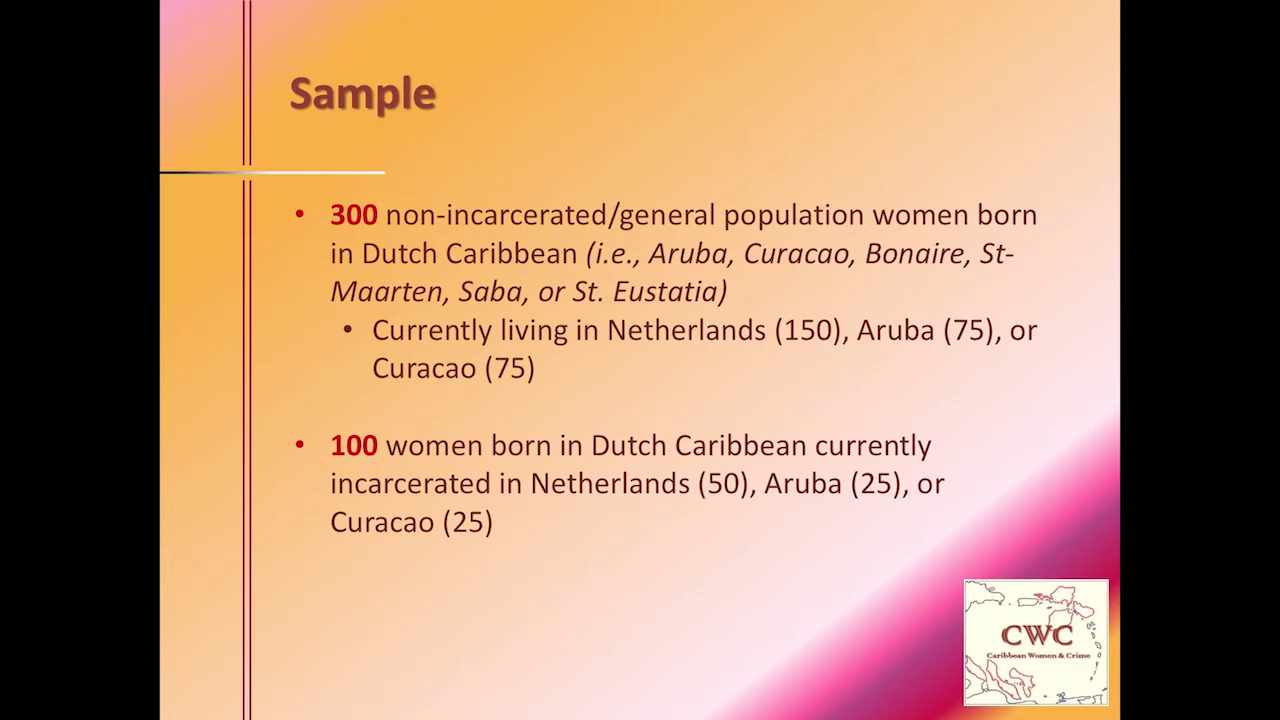 Sample
• 300 non-incarcerated/general population women born
in Dutch Caribbean (i.e., Aruba, Curacao, Bonaire, St-
Maarten, Saba, or St. Eustatia)
• Currently living in Netherlands (150), Aruba (75), or
Curacao (75)
• 100 women born in Dutch Caribbean currently
incarcerated in Netherlands (50), Aruba (25), or
Curacao (25)
CWC
Caribbean Women & Crime